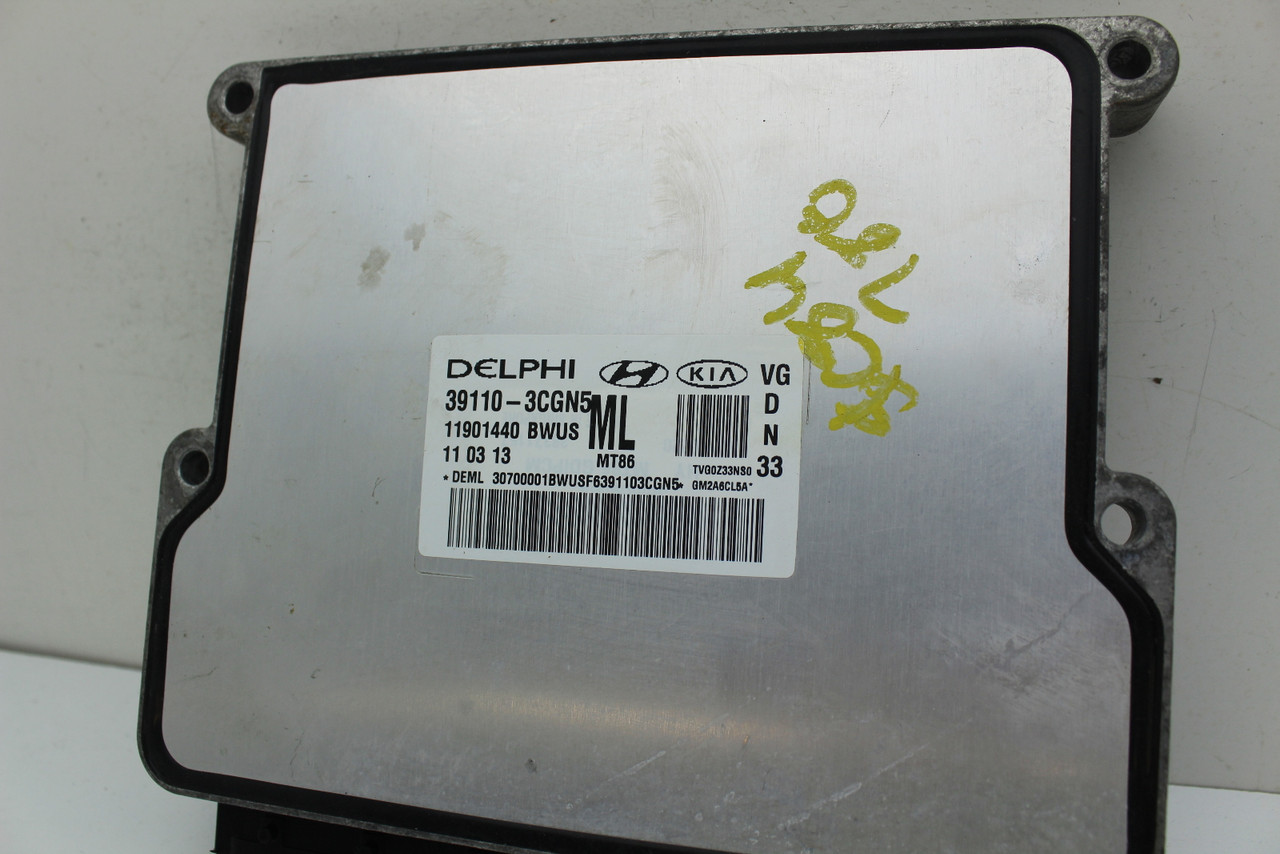 DELPHI KIA VG
39110-3CGN5 ML D
11901440 BWUS N
11 03 13 MT86 TVG0Z33NS0 33
*DEML 30700001BWUSF6391103CGN5* GM2A6CL5A*